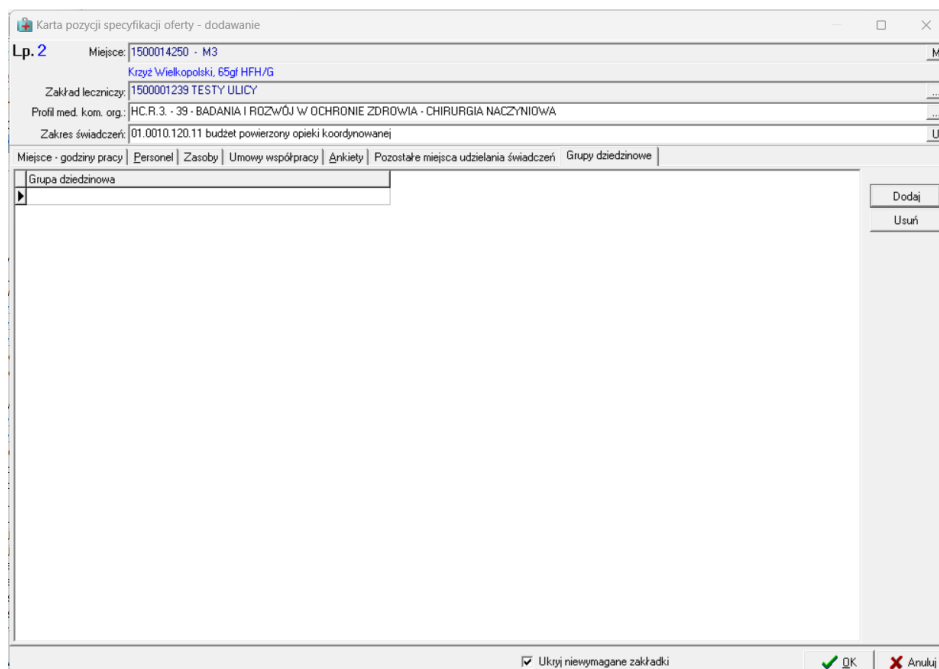 Karta pozycji specyfikacji oferty - dodawanie
Lp. 2 Miejsce: 1500014250 - M3 M
Krzyż Wielkopolski, 65gf HFH/G
Zakład leczniczy: 1500001239 TESTY ULICY ...
Profil med. kom. org.: HC.R.3. - 39 - BADANIA I ROZWÓJ W OCHRONIE ZDROWIA - CHIRURGIA NACZYNIOWA ...
Zakres świadczeń: 01.0010.120.11 budżet powierzony opieki koordynowanej U
Miejsce - godziny pracy Personel Zasoby Umowy współpracy Ankiety Pozostałe miejsca udzielania świadczeń Grupy dziedzinowe
Grupa dziedzinowa
Dodaj
Usuń
Ukryj niewymagane zakładki OK Anuluj